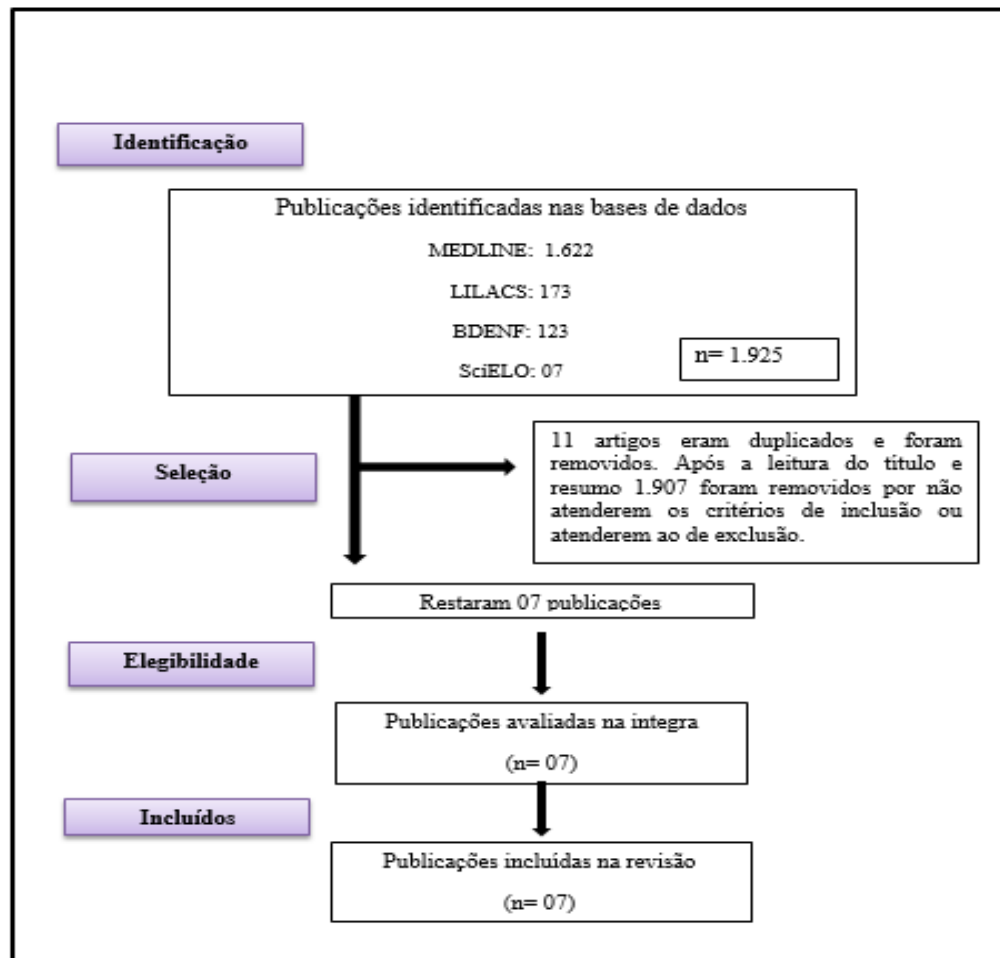 Identificação
Publicações identificadas nas bases de dados
MEDLINE: 1.622
LILACS: 173
BDENF: 123
SciELO: 07
n= 1.925
Seleção
11 artigos eram duplicados e foram
removidos. Após a leitura do titulo e
resumo 1.907 foram removidos por não
atenderem os critérios de inclusão ou
atenderem ao de exclusão.
Restaram 07 publicações
Elegibilidade
Publicações avaliadas na integra
(n= 07)
Incluídos
Publicações incluídas na revisão
(n= 07)